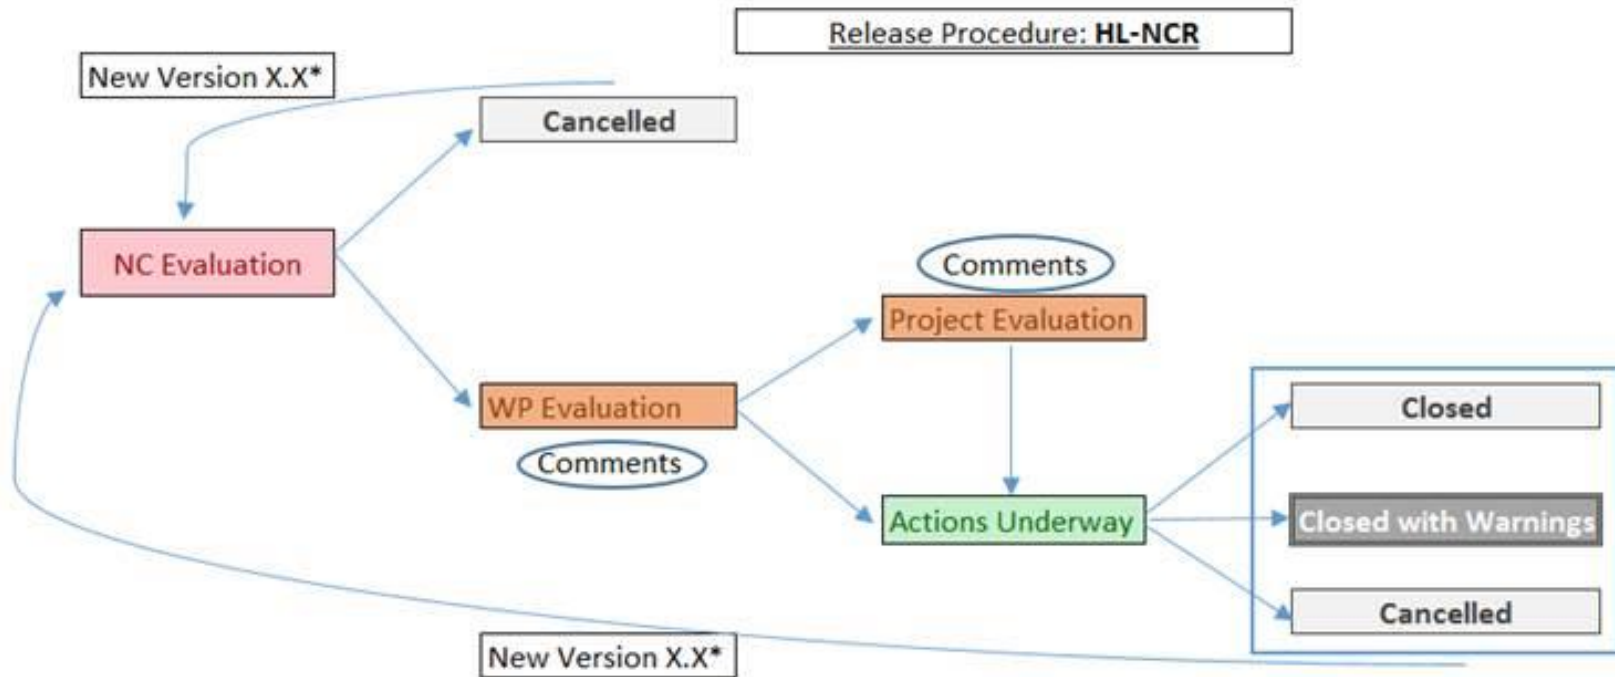 Release Procedure: HL-NCR
New Version X.X*
Cancelled
NC Evaluation
Comments
Project Evaluation
WP Evaluation
Comments
Closed
Actions Underway
Closed with Warnings
Cancelled
New Version X.X*